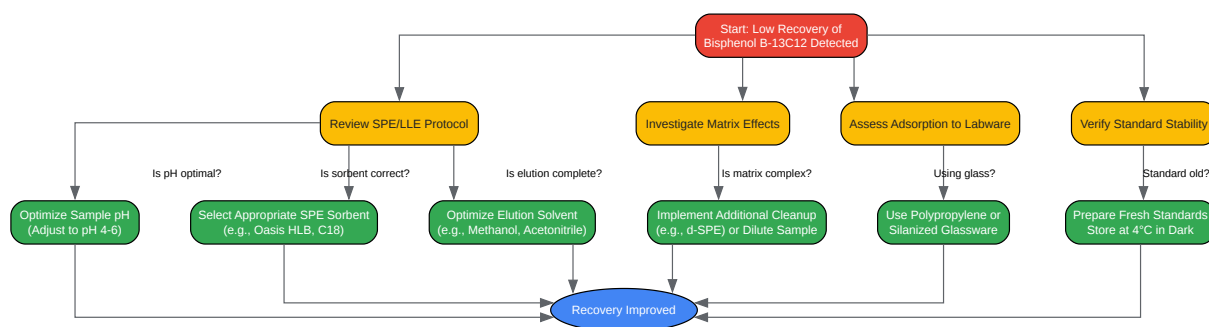 Start: Low Recovery of
Bisphenol B-13C12 Detected
Review SPE/LLE Protocol
Investigate Matrix Effects
Assess Adsorption to Labware
Verify Standard Stability
Is pH optimal?
Is sorbent correct?
Is elution complete?
Is matrix complex?
Using glass?
Standard old?
Optimize Sample pH
(Adjust to pH 4-6)
Select Appropriate SPE Sorbent
(e.g., Oasis HLB, C18)
Optimize Elution Solvent
(e.g., Methanol, Acetonitrile)
Implement Additional Cleanup
(e.g., d-SPE) or Dilute Sample
Use Polypropylene or
Silanized Glassware
Prepare Fresh Standards
Store at 4°C in Dark
Recovery Improved